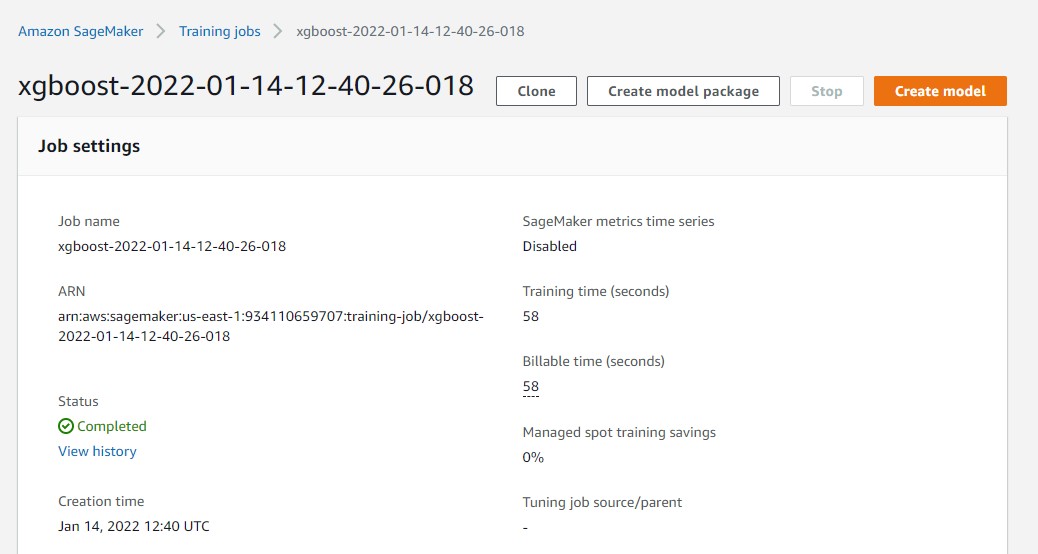 Amazon SageMaker > Training jobs > xgboost-2022-01-14-12-40-26-018
xgboost-2022-01-14-12-40-26-018
Clone
Create model package
Stop
Create model
Job settings
Job name
xgboost-2022-01-14-12-40-26-018
ARN
arn:aws:sagemaker:us-east-1:934110659707:training-job/xgboost-
2022-01-14-12-40-26-018
Status
Completed
View history
Creation time
Jan 14, 2022 12:40 UTC
SageMaker metrics time series
Disabled
Training time (seconds)
58
Billable time (seconds)
58
Managed spot training savings
0%
Tuning job source/parent
-